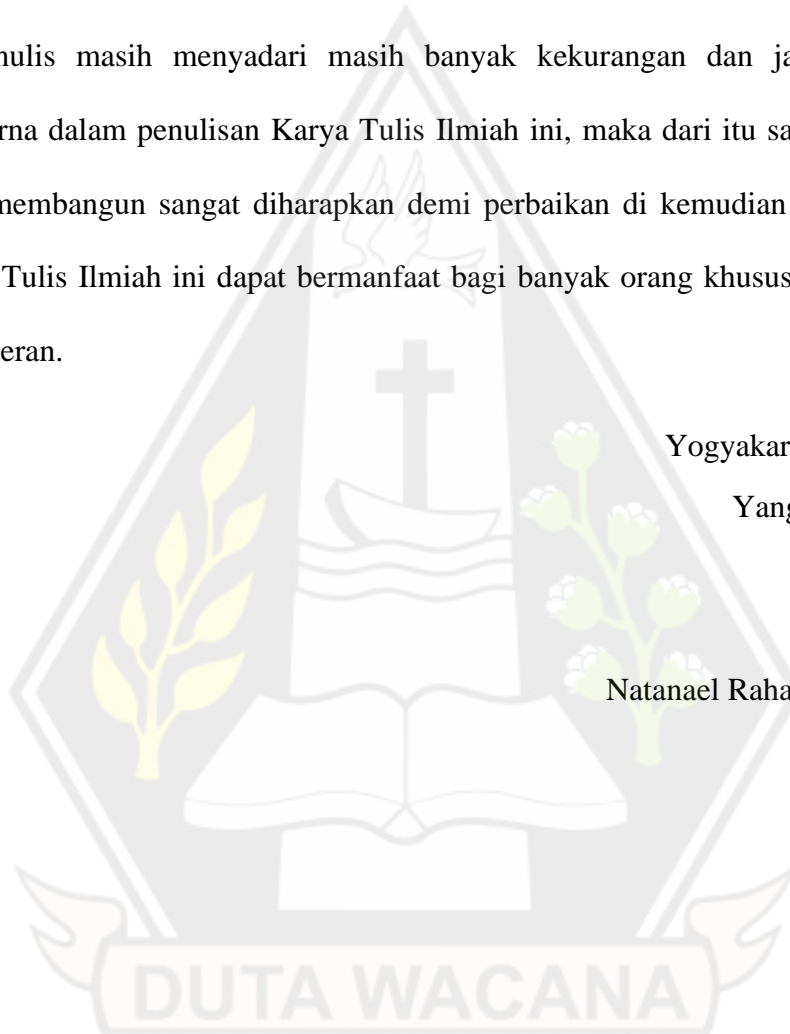 nulis masih menyadari masih banyak kekurangan dan ja
rna dalam penulisan Karya Tulis Ilmiah ini, maka dari itu sa
membangun sangat diharapkan demi perbaikan di kemudian
Tulis Ilmiah ini dapat bermanfaat bagi banyak orang khusus
eran.
Yogyakar
Yang
Natanael Raha
DUTA WACANA